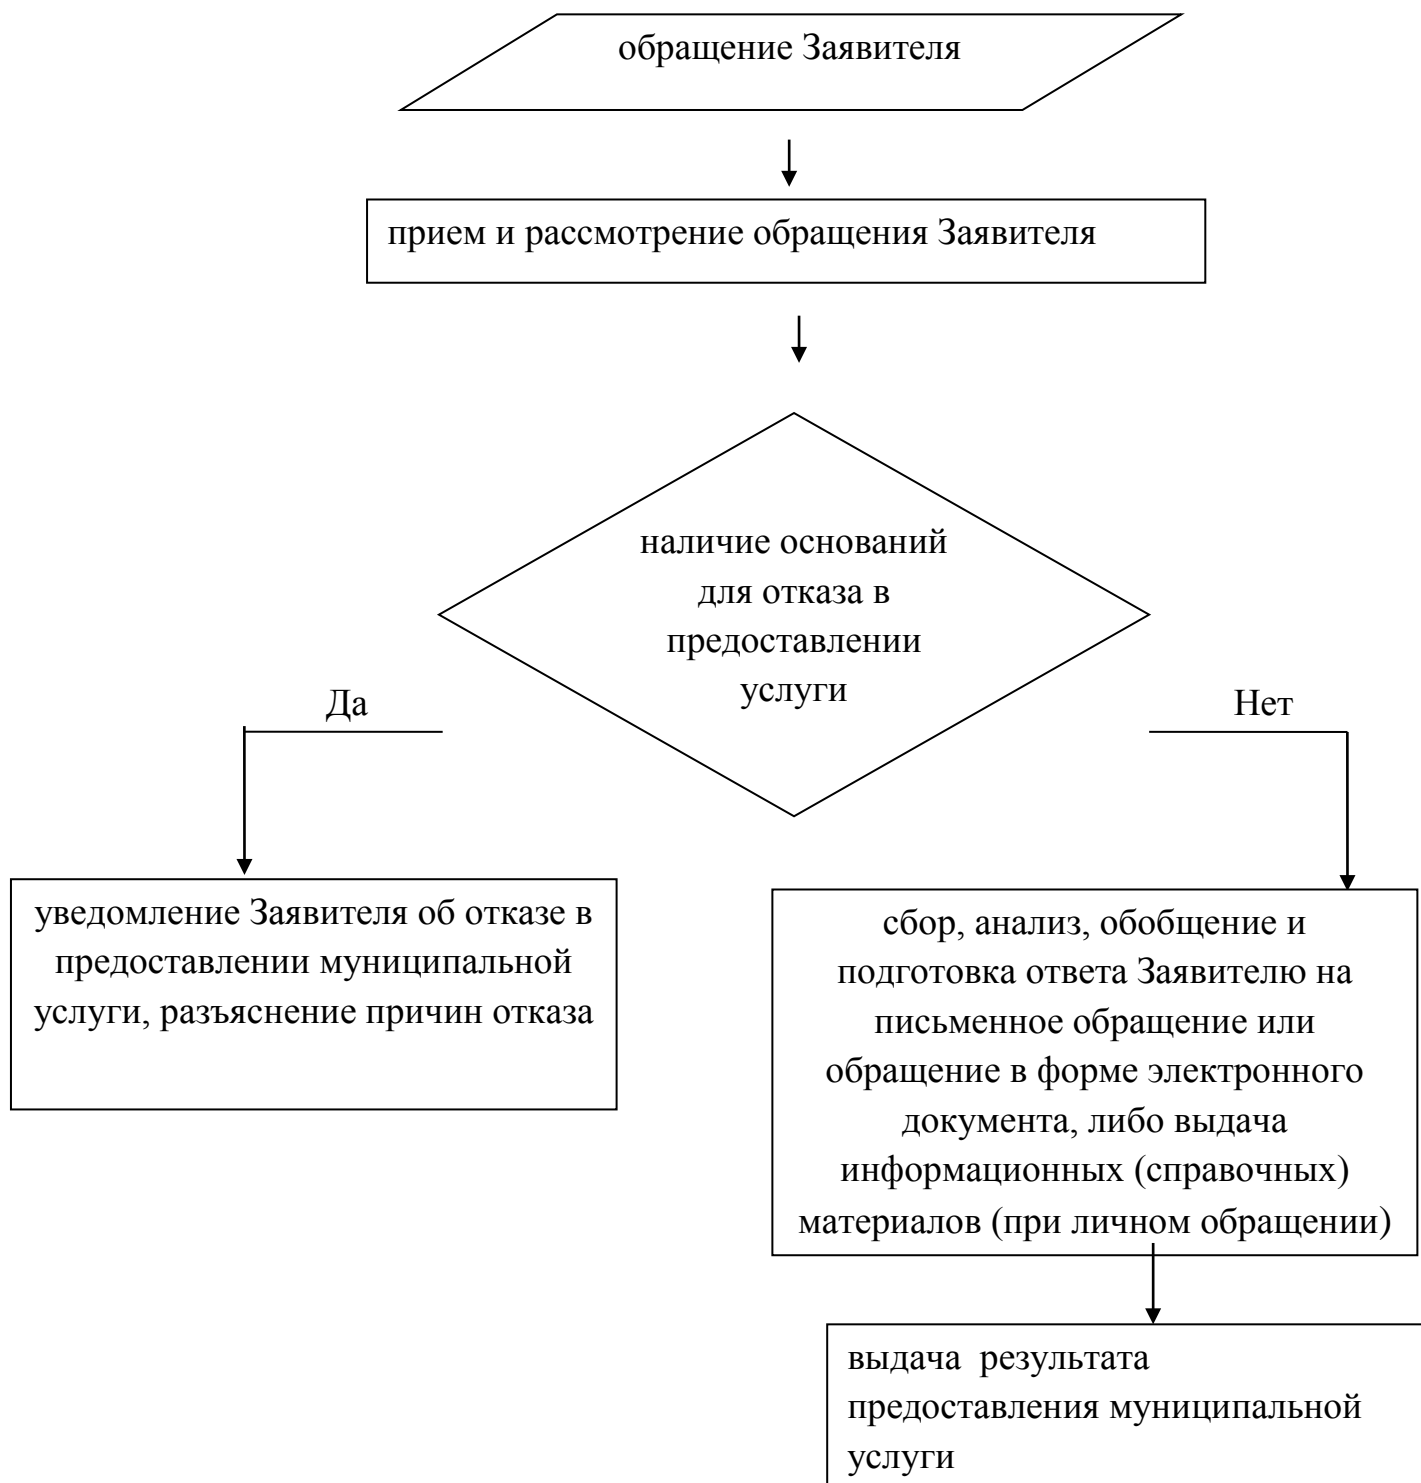 обращение Заявителя
прием и рассмотрение обращения Заявителя
наличие оснований
для отказа в
предоставлении
услуги
Да
Нет
уведомление Заявителя об отказе в
предоставлении муниципальной
услуги, разъяснение причин отказа
сбор, анализ, обобщение и
подготовка ответа Заявителю на
письменное обращение или
обращение в форме электронного
документа, либо выдача
информационных (справочных)
материалов (при личном обращении)
выдача  результата
предоставления муниципальной
услуги